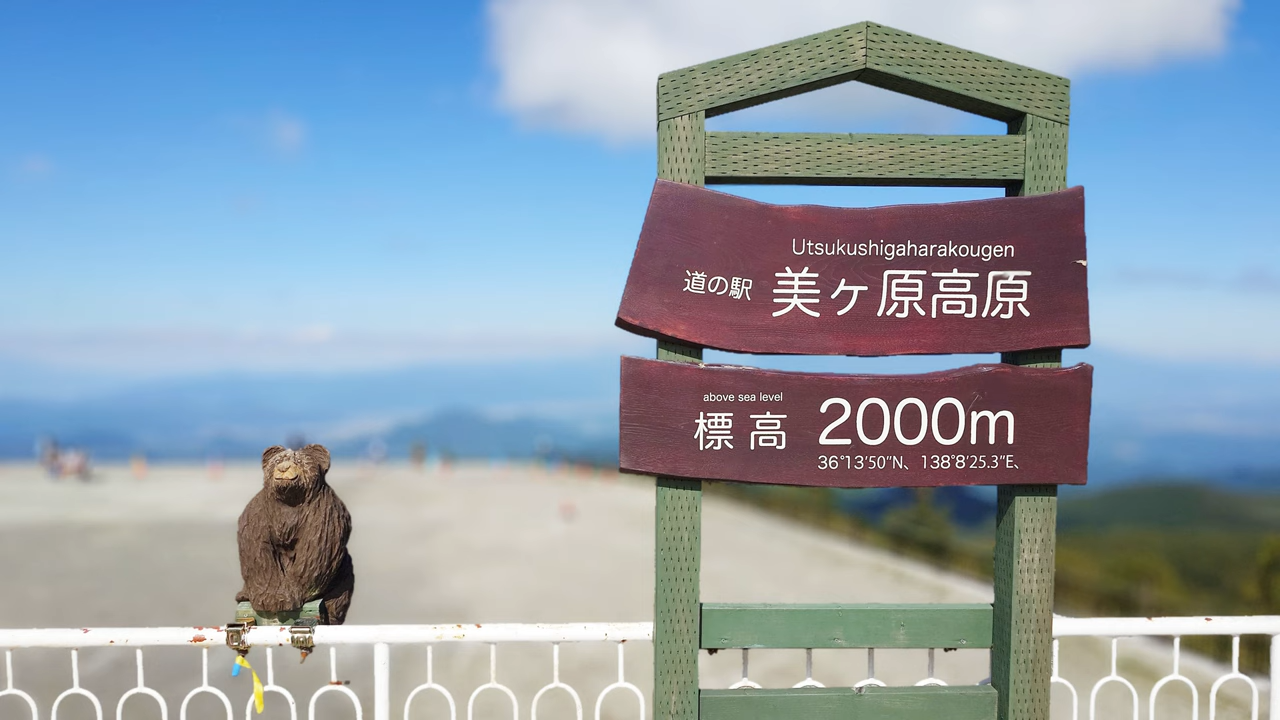 Utsukushigaharakougen
道の駅 美ヶ原高原
above sea level
標高 2000m
36°13'50"N、138°8'25.3"E、